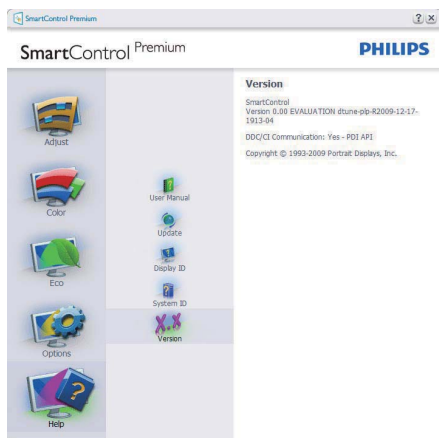 SmartControl Premium
SmartControl Premium
PHILIPS
Adjust
Color
Eco
Options
Help
User Manual
Update
Display ID
System ID
X.X
Version
Version
SmartControl
Version 0.00 EVALUATION dtune-plp-R2009-12-17-
1913-04
DDC/CI Communication: Yes - PDI API
Copyright © 1993-2009 Portrait Displays, Inc.